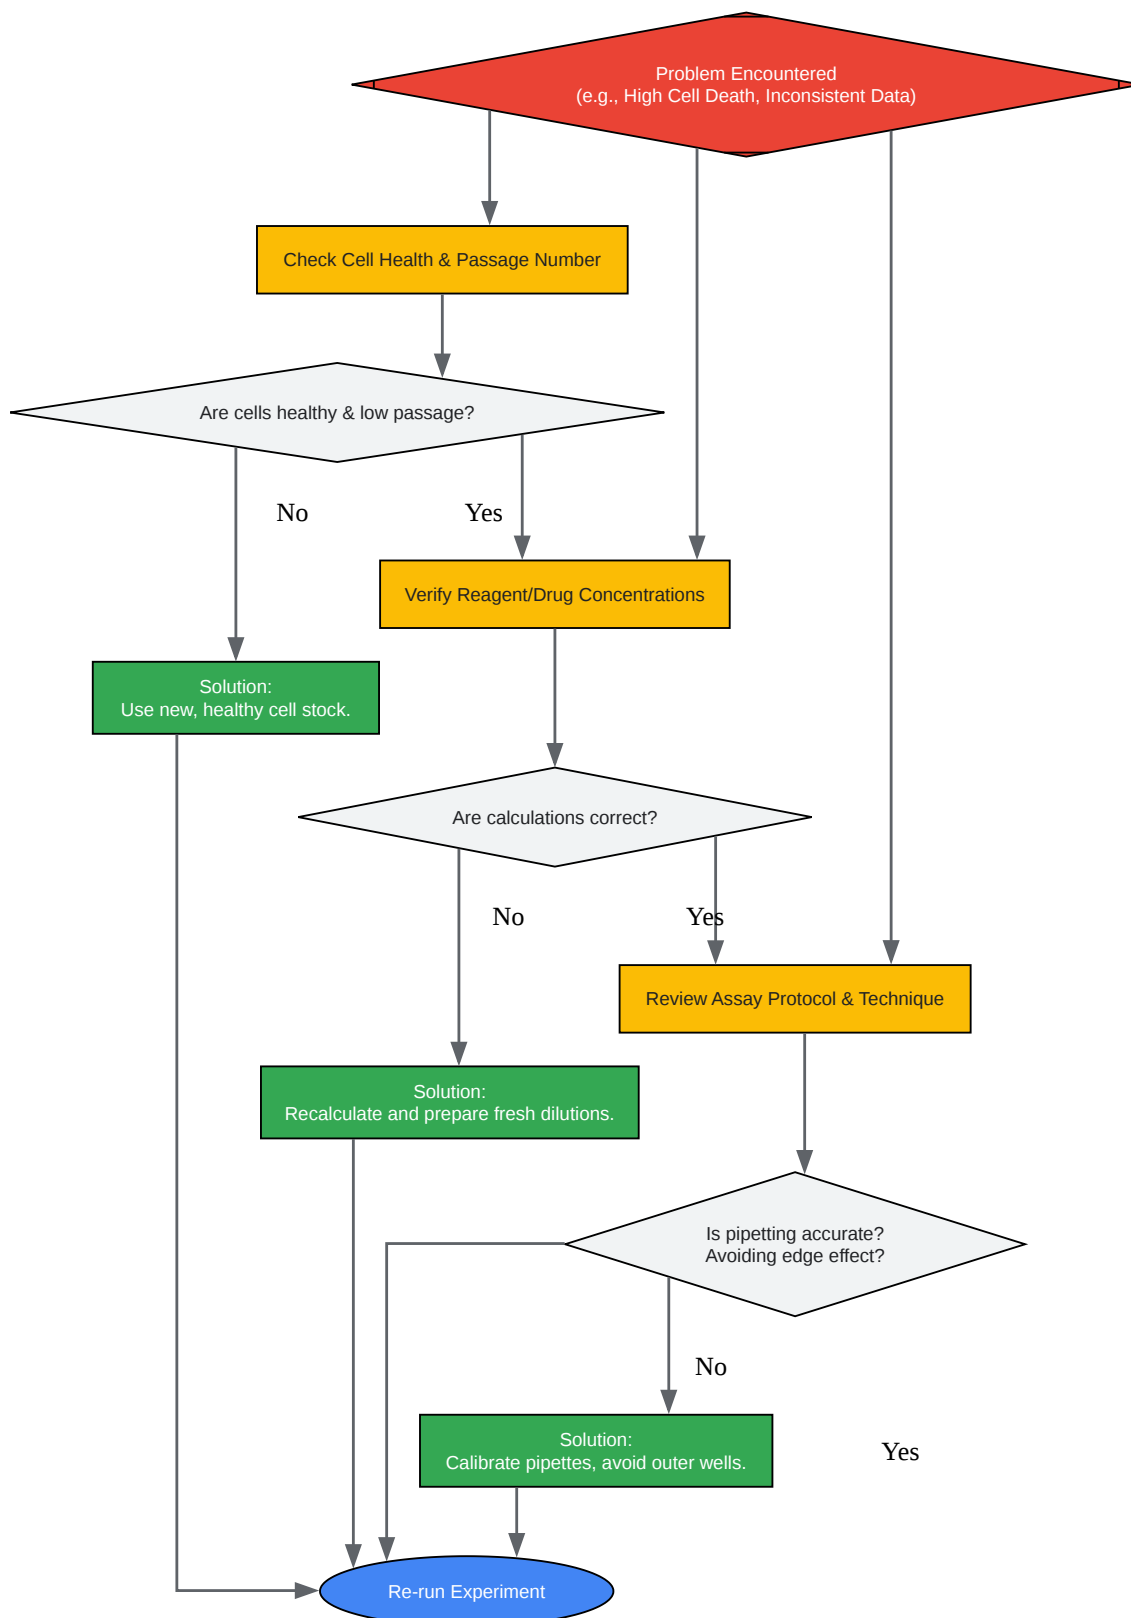 Problem Encountered
(e.g., High Cell Death, Inconsistent Data)
Check Cell Health & Passage Number
Are cells healthy & low passage?
No
Yes
Verify Reagent/Drug Concentrations
Solution:
Use new, healthy cell stock.
Are calculations correct?
No
Yes
Review Assay Protocol & Technique
Solution:
Recalculate and prepare fresh dilutions.
Is pipetting accurate?
Avoiding edge effect?
No
Solution:
Calibrate pipettes, avoid outer wells.
Yes
Re-run Experiment